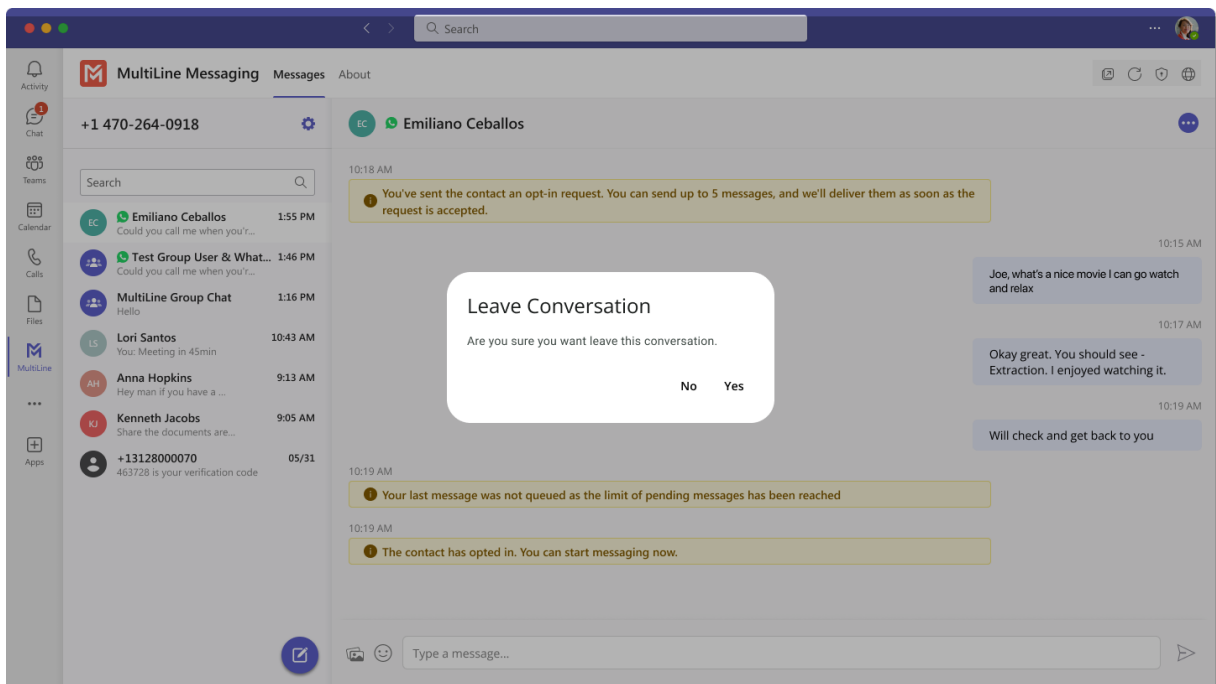 Search
Activity
1
Chat
Teams
Calendar
Calls
Files
MultiLine
Apps
MultiLine Messaging Messages About
+1 470-264-0918
Search
EC Emiliano Ceballos 1:55 PM
Could you call me when you'r...
Test Group User & What... 1:46 PM
Could you call me when you'r...
MultiLine Group Chat 1:16 PM
Hello
LS Lori Santos 10:43 AM
You: Meeting in 45min
AH Anna Hopkins 9:13 AM
Hey man if you have a ...
KJ Kenneth Jacobs 9:05 AM
Share the documents are...
+13128000070 05/31
463728 is your verification code
EC Emiliano Ceballos
10:18 AM
You've sent the contact an opt-in request. You can send up to 5 messages, and we'll deliver them as soon as the
request is accepted.
10:15 AM
Joe, what's a nice movie I can go watch
and relax
10:17 AM
Okay great. You should see -
Extraction. I enjoyed watching it.
10:19 AM
Will check and get back to you
10:19 AM
Your last message was not queued as the limit of pending messages has been reached
10:19 AM
The contact has opted in. You can start messaging now.
Type a message...
Leave Conversation
Are you sure you want leave this conversation.
No Yes